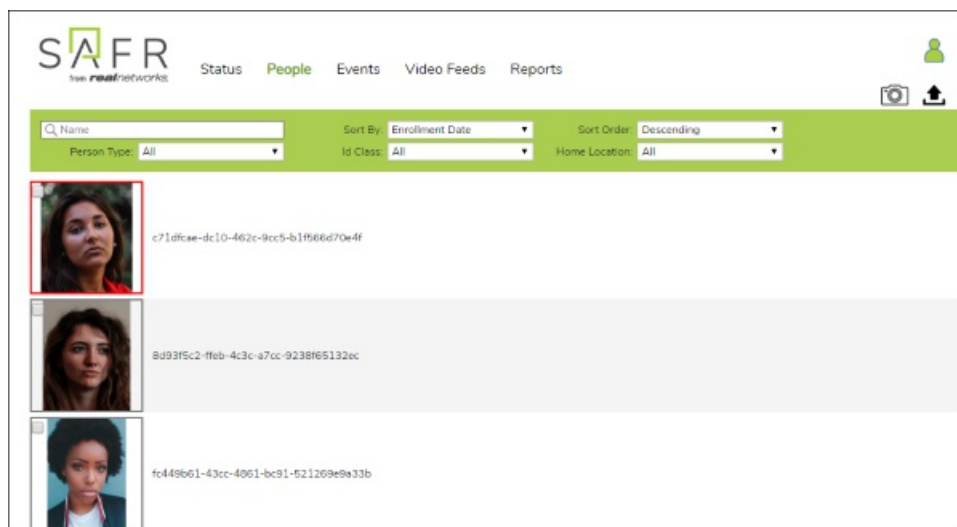 SAFR
from realnetworks
Status People Events Video Feeds Reports
Name Sort By: Enrollment Date Sort Order: Descending
Person Type: All Id Class: All Home Location: All
c71dfcae-dc10-462c-9cc5-b1f566d70e4f
8d93f5c2-ffeb-4c3c-a7cc-9238f65132ec
fc449b61-43cc-4861-bc91-521269e9a33b